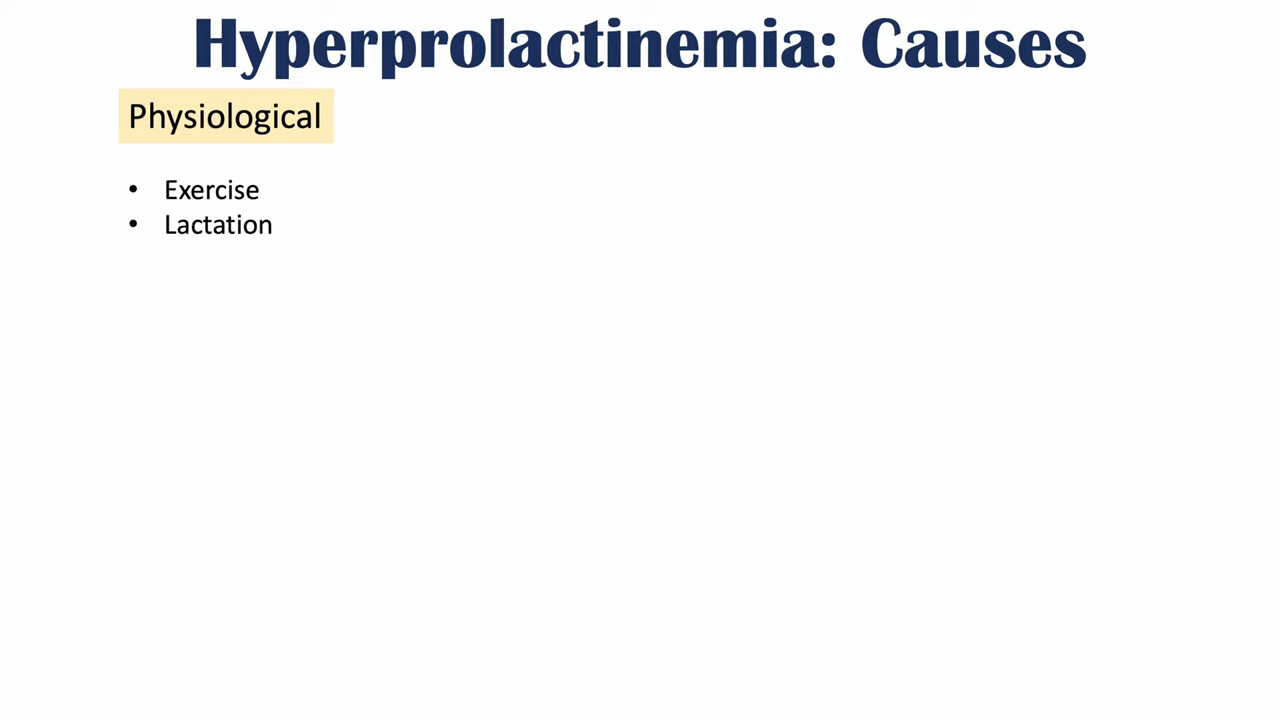 Hyperprolactinemia: Causes
Physiological
• Exercise
• Lactation